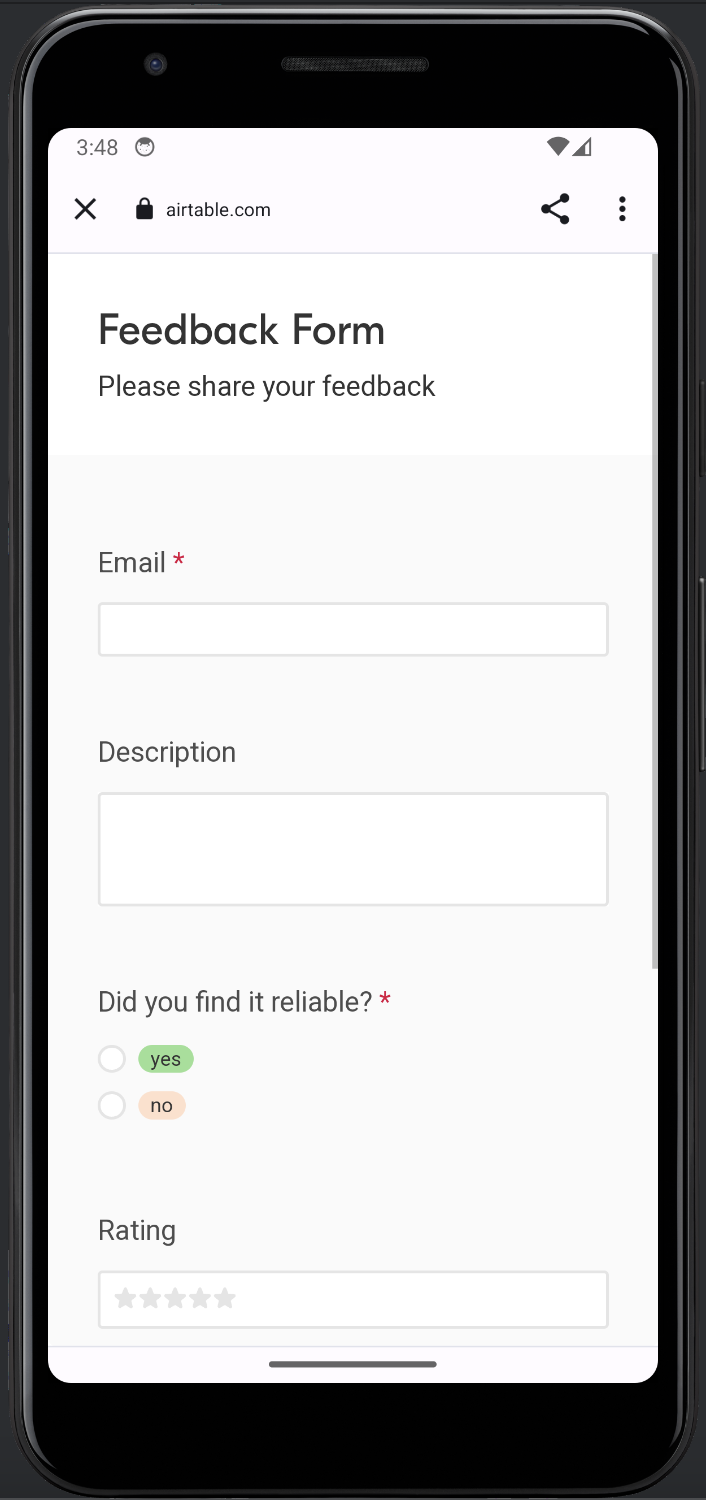 3:48
airtable.com
Feedback Form
Please share your feedback
Email *
Description
Did you find it reliable? *
yes
no
Rating